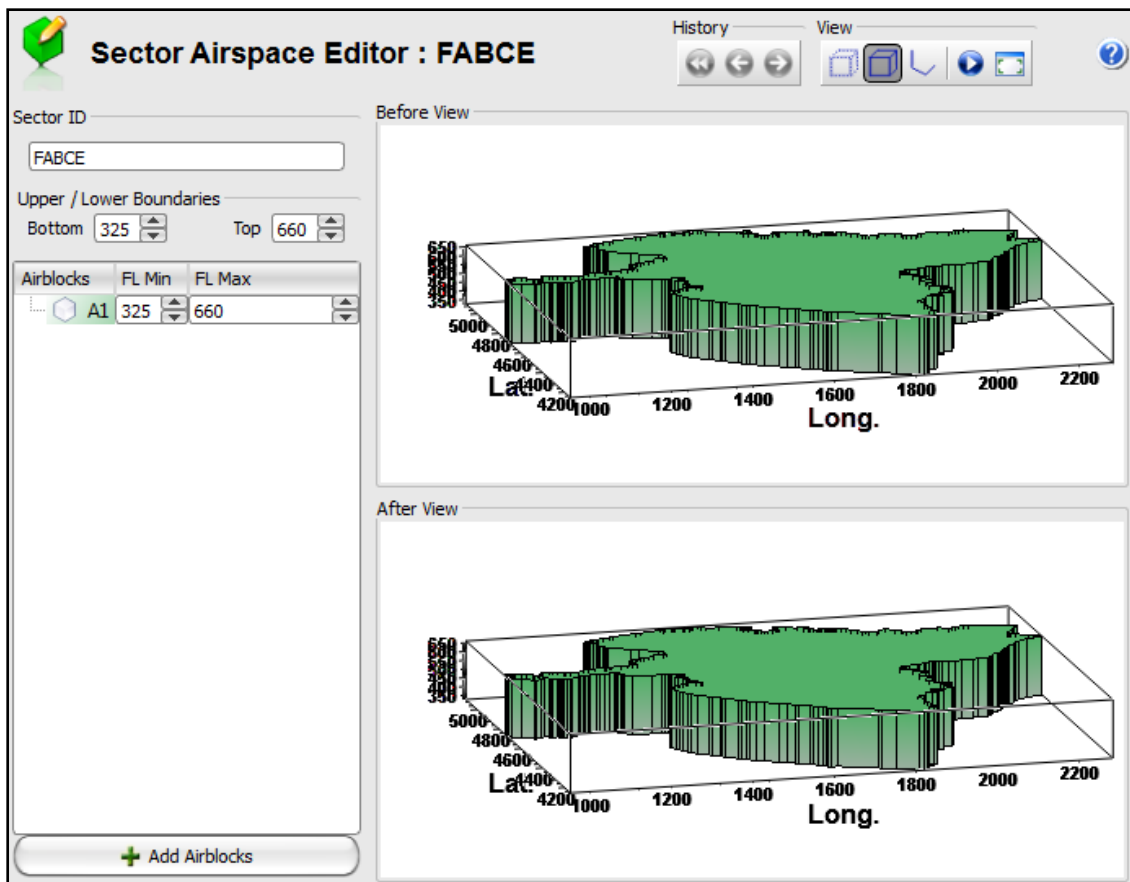 History
View
Sector Airspace Editor : FABCE
Sector ID
FABCE
Upper / Lower Boundaries
Bottom 325 Top 660
Airblocks FL Min FL Max
A1 325 660
Add Airblocks
Before View
650
350
5000
4800
4600
4400
4200
Lat.
1000 1200 1400 1600 1800 2000 2200
Long.
After View
650
350
5000
4800
4600
4400
4200
Lat.
1000 1200 1400 1600 1800 2000 2200
Long.